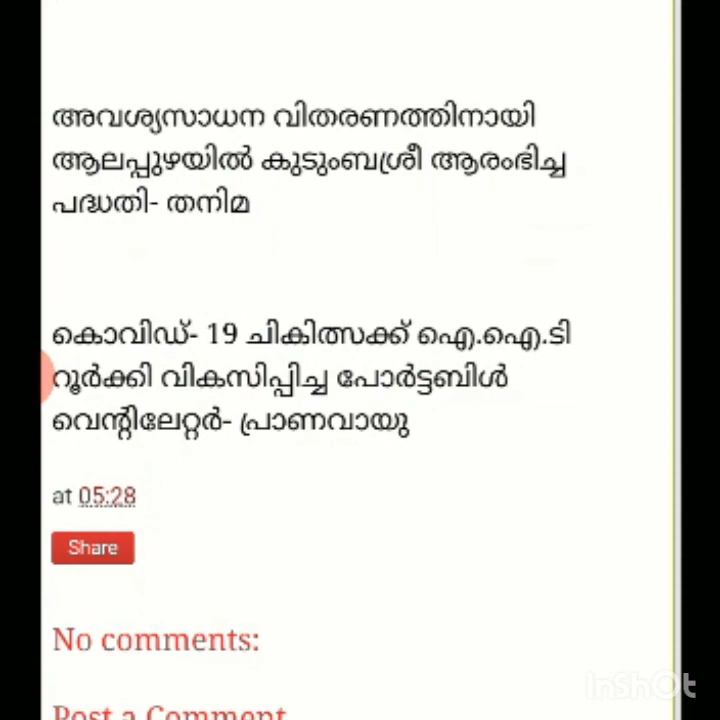 അവശ്യസാധന വിതരണത്തിനായി
ആലപ്പുഴയിൽ കുടുംബശ്രീ ആരംഭിച്ച
പദ്ധതി- തനിമ
കൊവിഡ്- 19 ചികിത്സക്ക് ഐ.ഐ.ടി
റൂർക്കി വികസിപ്പിച്ച പോർട്ടബിൾ
വെന്റിലേറ്റർ- പ്രാണവായു
at 05:28
Share
No comments:
Post a Comment
InShOt